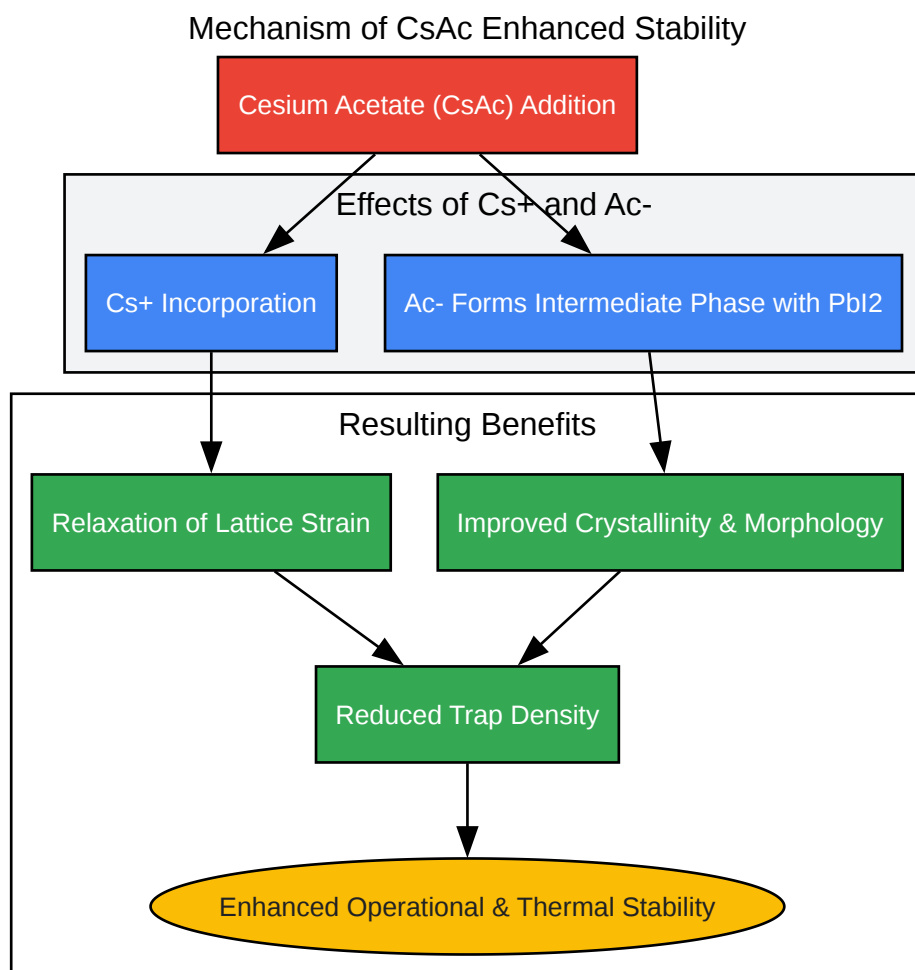 Mechanism of CsAc Enhanced Stability
Cesium Acetate (CsAc) Addition
Effects of Cs+ and Ac-
Cs+ Incorporation
Ac- Forms Intermediate Phase with PbI2
Resulting Benefits
Relaxation of Lattice Strain
Improved Crystallinity & Morphology
Reduced Trap Density
Enhanced Operational & Thermal Stability